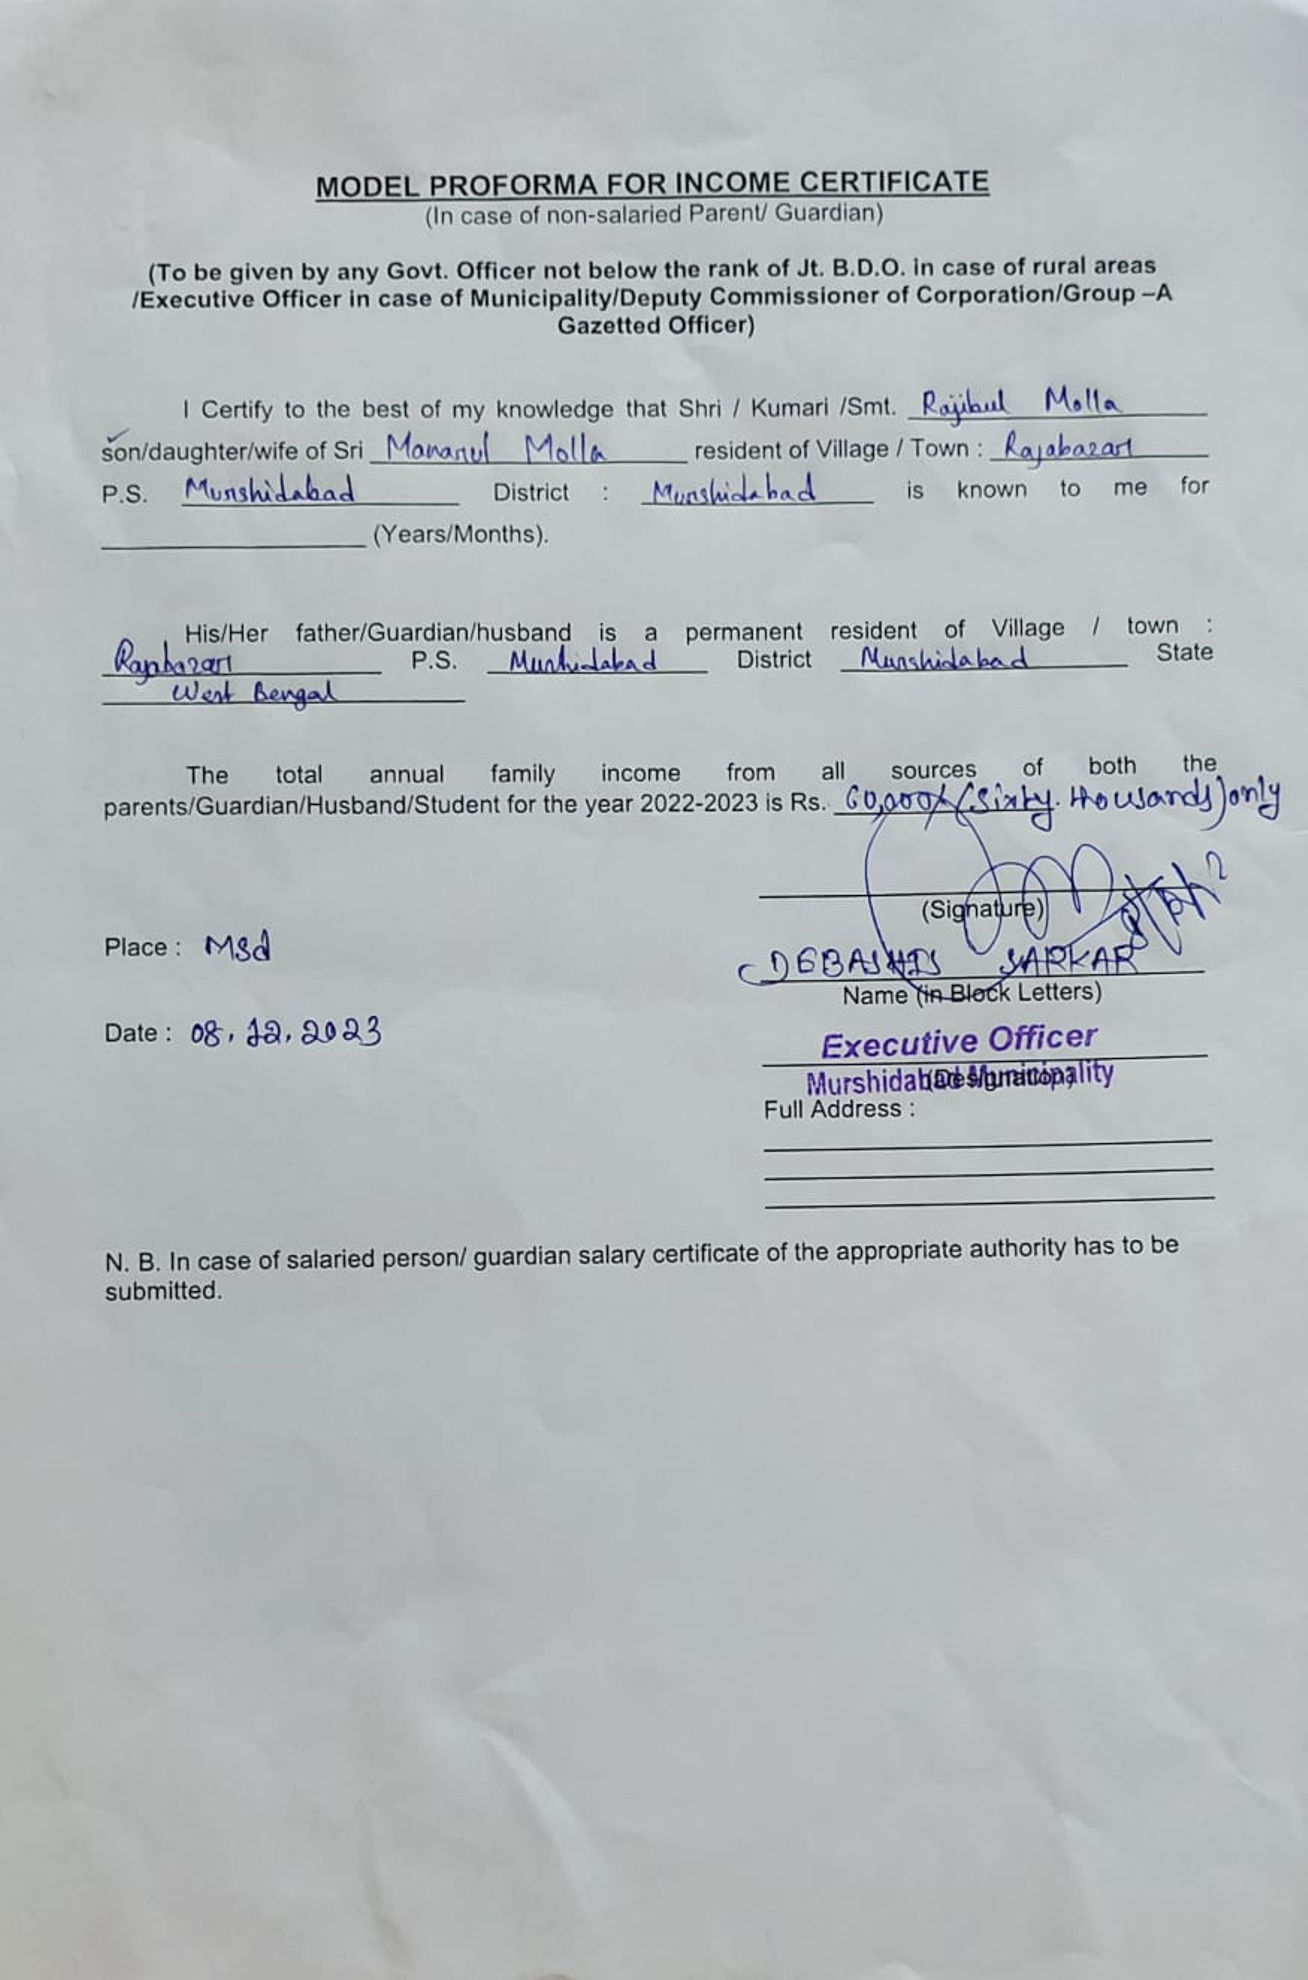 MODEL PROFORMA FOR INCOME CERTIFICATE
(In case of non-salaried Parent/ Guardian)
(To be given by any Govt. Officer not below the rank of Jt. B.D.O. in case of rural areas
/Executive Officer in case of Municipality/Deputy Commissioner of Corporation/Group –A
Gazetted Officer)
I Certify to the best of my knowledge that Shri / Kumari /Smt. Rajibul Molla
son/daughter/wife of Sri Mananul Molla resident of Village / Town : Rajabazar
P.S. Murshidabad District : Murshidabad is known to me for
(Years/Months).
His/Her father/Guardian/husband is a permanent resident of Village / town :
Rajabazar P.S. Murshidabad District Murshidabad State
West Bengal
The total annual family income from all sources of both the
parents/Guardian/Husband/Student for the year 2022-2023 is Rs. 60,000/- (Sixty thousands) only
(Signature)
Place : Msd
DEBASHIS SARKAR
Name (in Block Letters)
Date : 08.12.2023
Executive Officer
Murshidabad Municipality
(Designation)
Full Address :
N. B. In case of salaried person/ guardian salary certificate of the appropriate authority has to be
submitted.